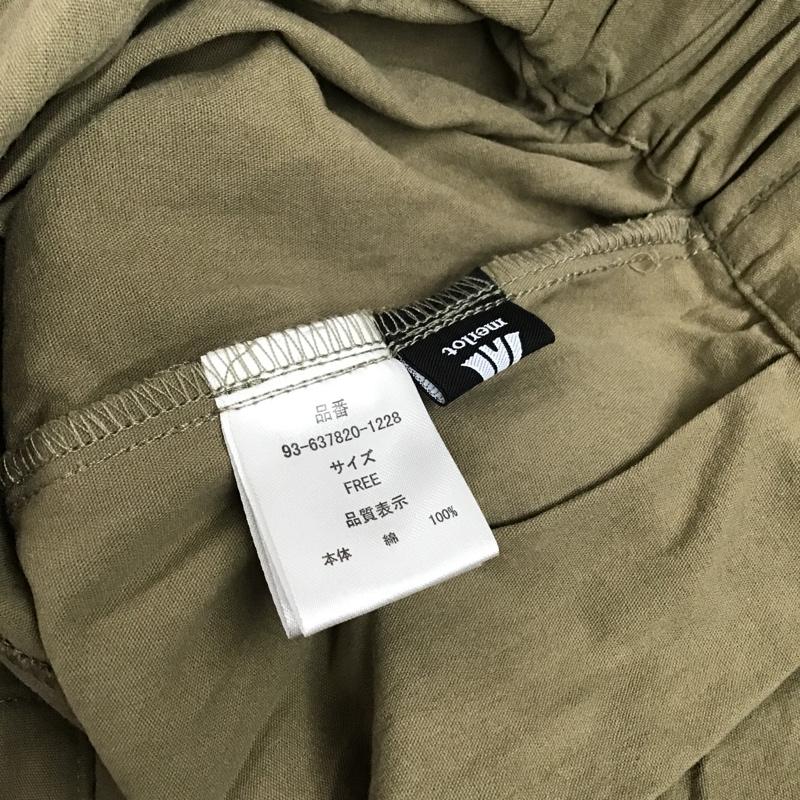 merlot
品番
93-637820-1228
サイズ
FREE
品質表示
本体 綿 100%